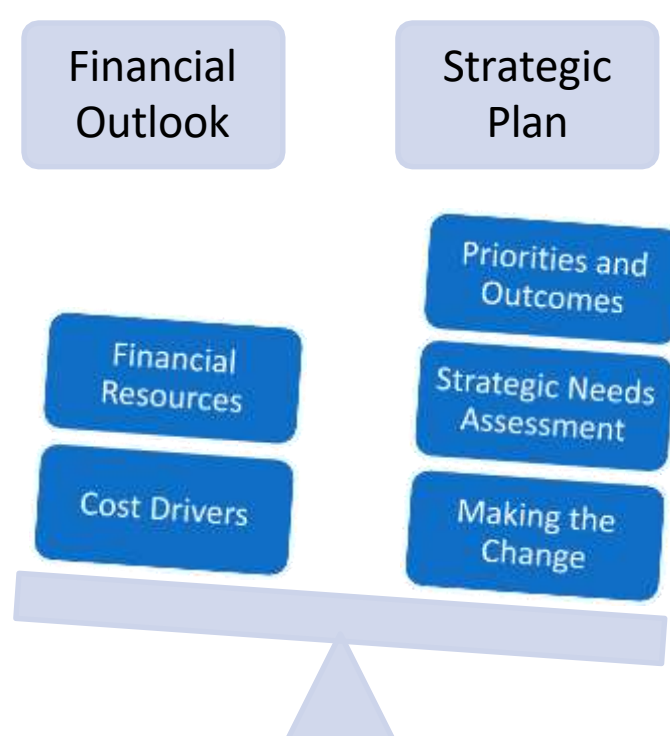 Financial
Outlook
Strategic
Plan
Priorities and
Outcomes
Financial
Resources
Strategic Needs
Assessment
Cost Drivers
Making the
Change